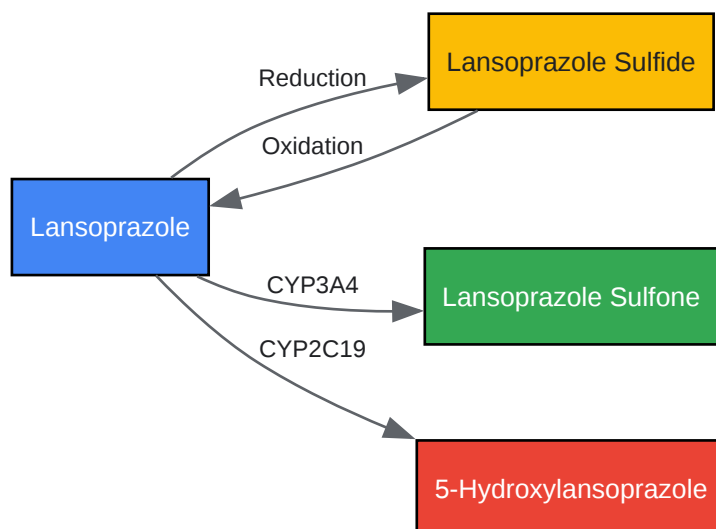 Lansoprazole Sulfide
Reduction
Oxidation
Lansoprazole
CYP3A4
Lansoprazole Sulfone
CYP2C19
5-Hydroxylansoprazole